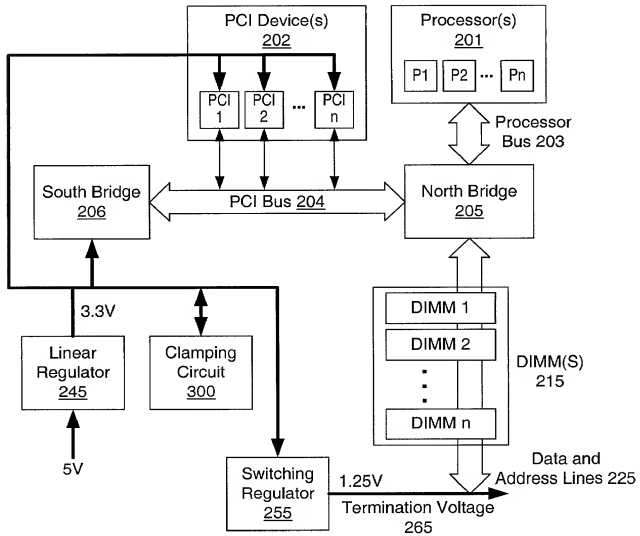 PCI Device(s)
202
PCI
1
PCI
2
...
PCI
n
Processor(s)
201
P1
P2
...
Pn
Processor
Bus 203
South Bridge
206
PCI Bus 204
North Bridge
205
3.3V
Linear
Regulator
245
5V
Clamping
Circuit
300
DIMM 1
DIMM 2
DIMM n
DIMM(S)
215
Switching
Regulator
255
1.25V
Termination Voltage
265
Data and
Address Lines 225